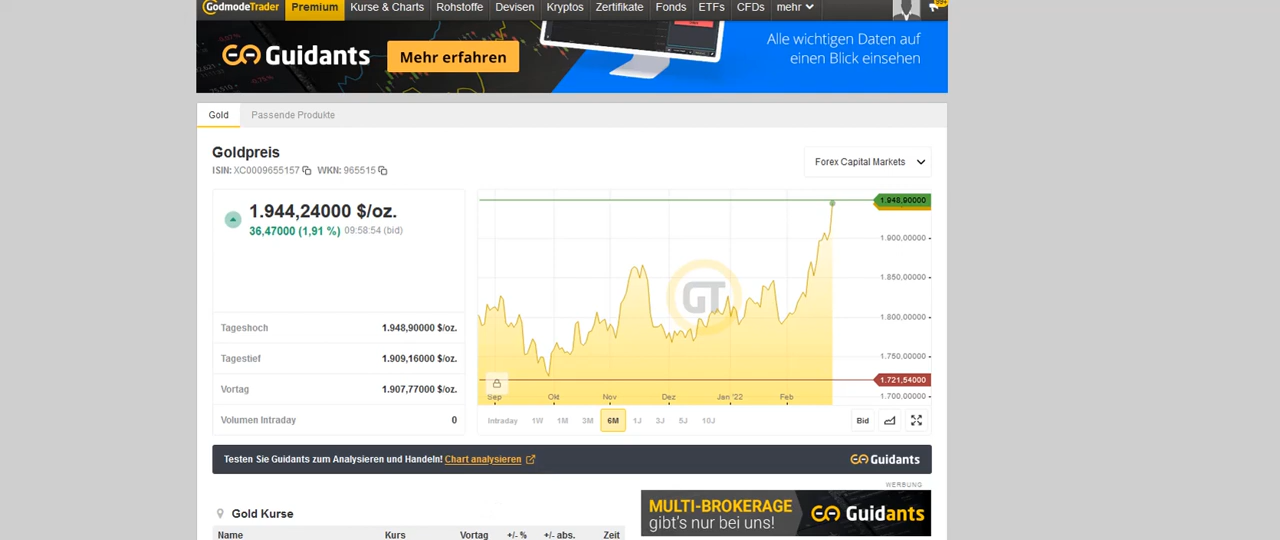 GodmodeTrader Premium Kurse & Charts Rohstoffe Devisen Kryptos Zertifikate Fonds ETFs CFDs mehr
Guidants
Mehr erfahren
Alle wichtigen Daten auf
einen Blick einsehen
Gold Passende Produkte
Goldpreis
ISIN: XC0009655157 WKN: 965515
Forex Capital Markets
1.944,24000 $/oz.
36,47000 (1,91 %) 09:58:54 (bid)
Tageshoch 1.948,90000 $/oz.
Tagestief 1.909,16000 $/oz.
Vortag 1.907,77000 $/oz.
Volumen Intraday 0
1.948,90000
1.900,00000
1.850,00000
1.800,00000
1.750,00000
1.721,54000
1.700,00000
GT
Sep Okt Nov Dez Jan '22 Feb
Intraday 1W 1M 3M 6M 1J 3J 5J 10J Bid
Testen Sie Guidants zum Analysieren und Handeln! Chart analysieren Guidants
WERBUNG
MULTI-BROKERAGE
gibt's nur bei uns!
Guidants
Gold Kurse
Name Kurs Vortag +/- % +/- abs. Zeit